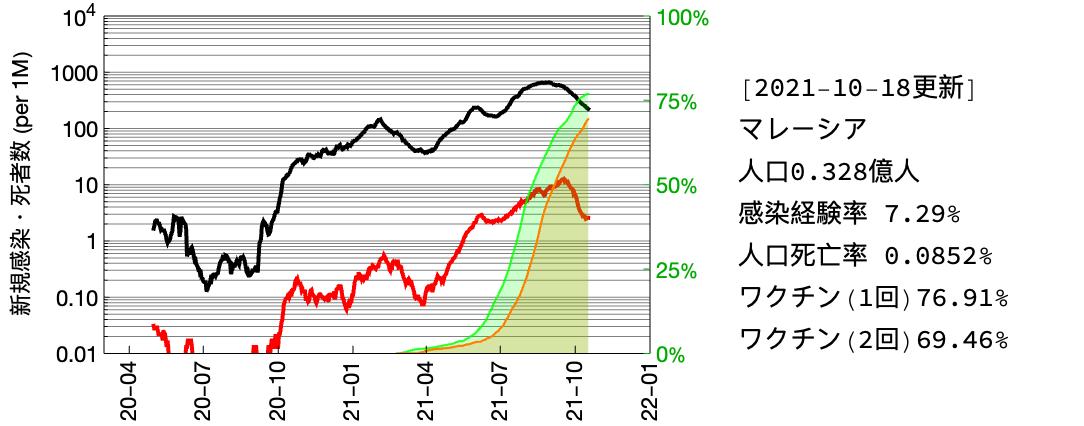 新規感染・死者数 (per 1M)
10^4
1000
100
10
1
0.10
0.01
100%
75%
50%
25%
0%
20-04
20-07
20-10
21-01
21-04
21-07
21-10
22-01
[2021-10-18更新]
マレーシア
人口0.328億人
感染経験率 7.29%
人口死亡率 0.0852%
ワクチン(1回)76.91%
ワクチン(2回)69.46%